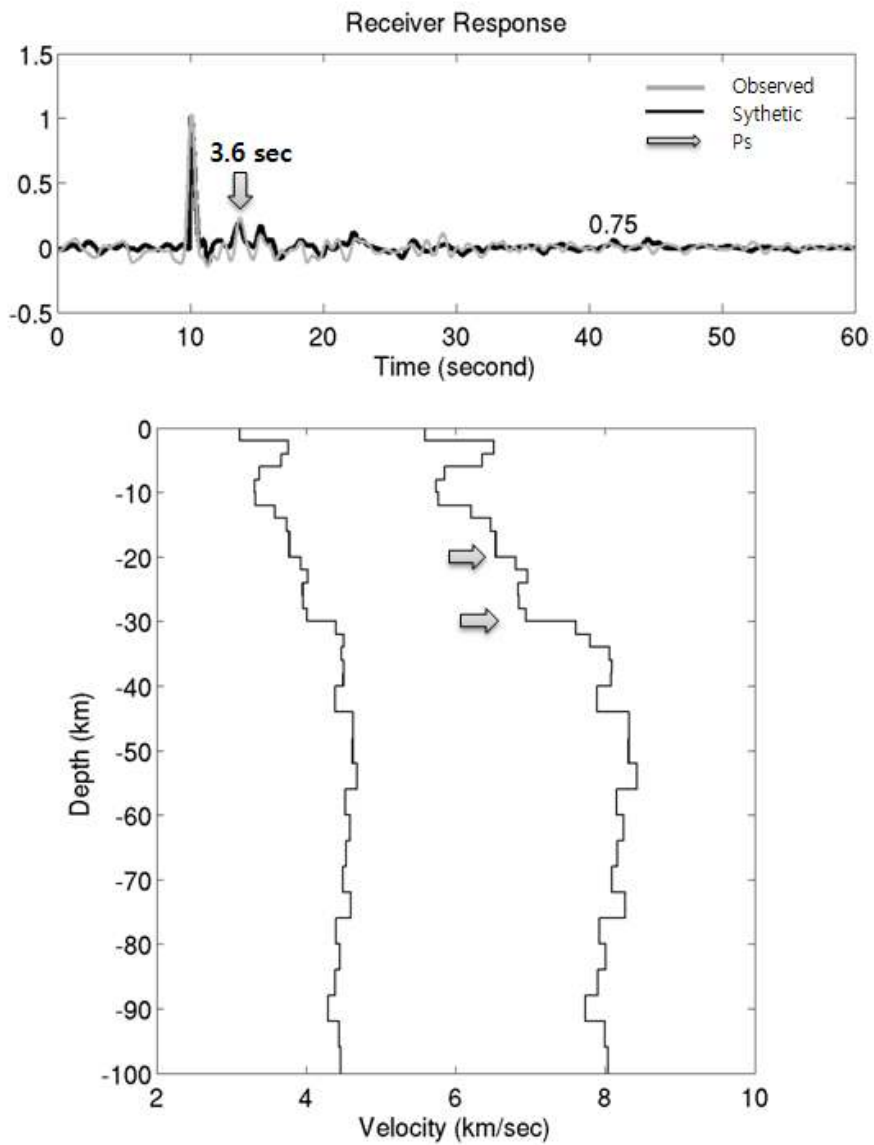 Receiver Response
1.5
1
0.5
0
-0.5
Observed
Sythetic
Ps
3.6 sec
0.75
0 10 20 30 40 50 60
Time (second)
0
-10
-20
-30
-40
-50
-60
-70
-80
-90
-100
Depth (km)
2 4 6 8 10
Velocity (km/sec)